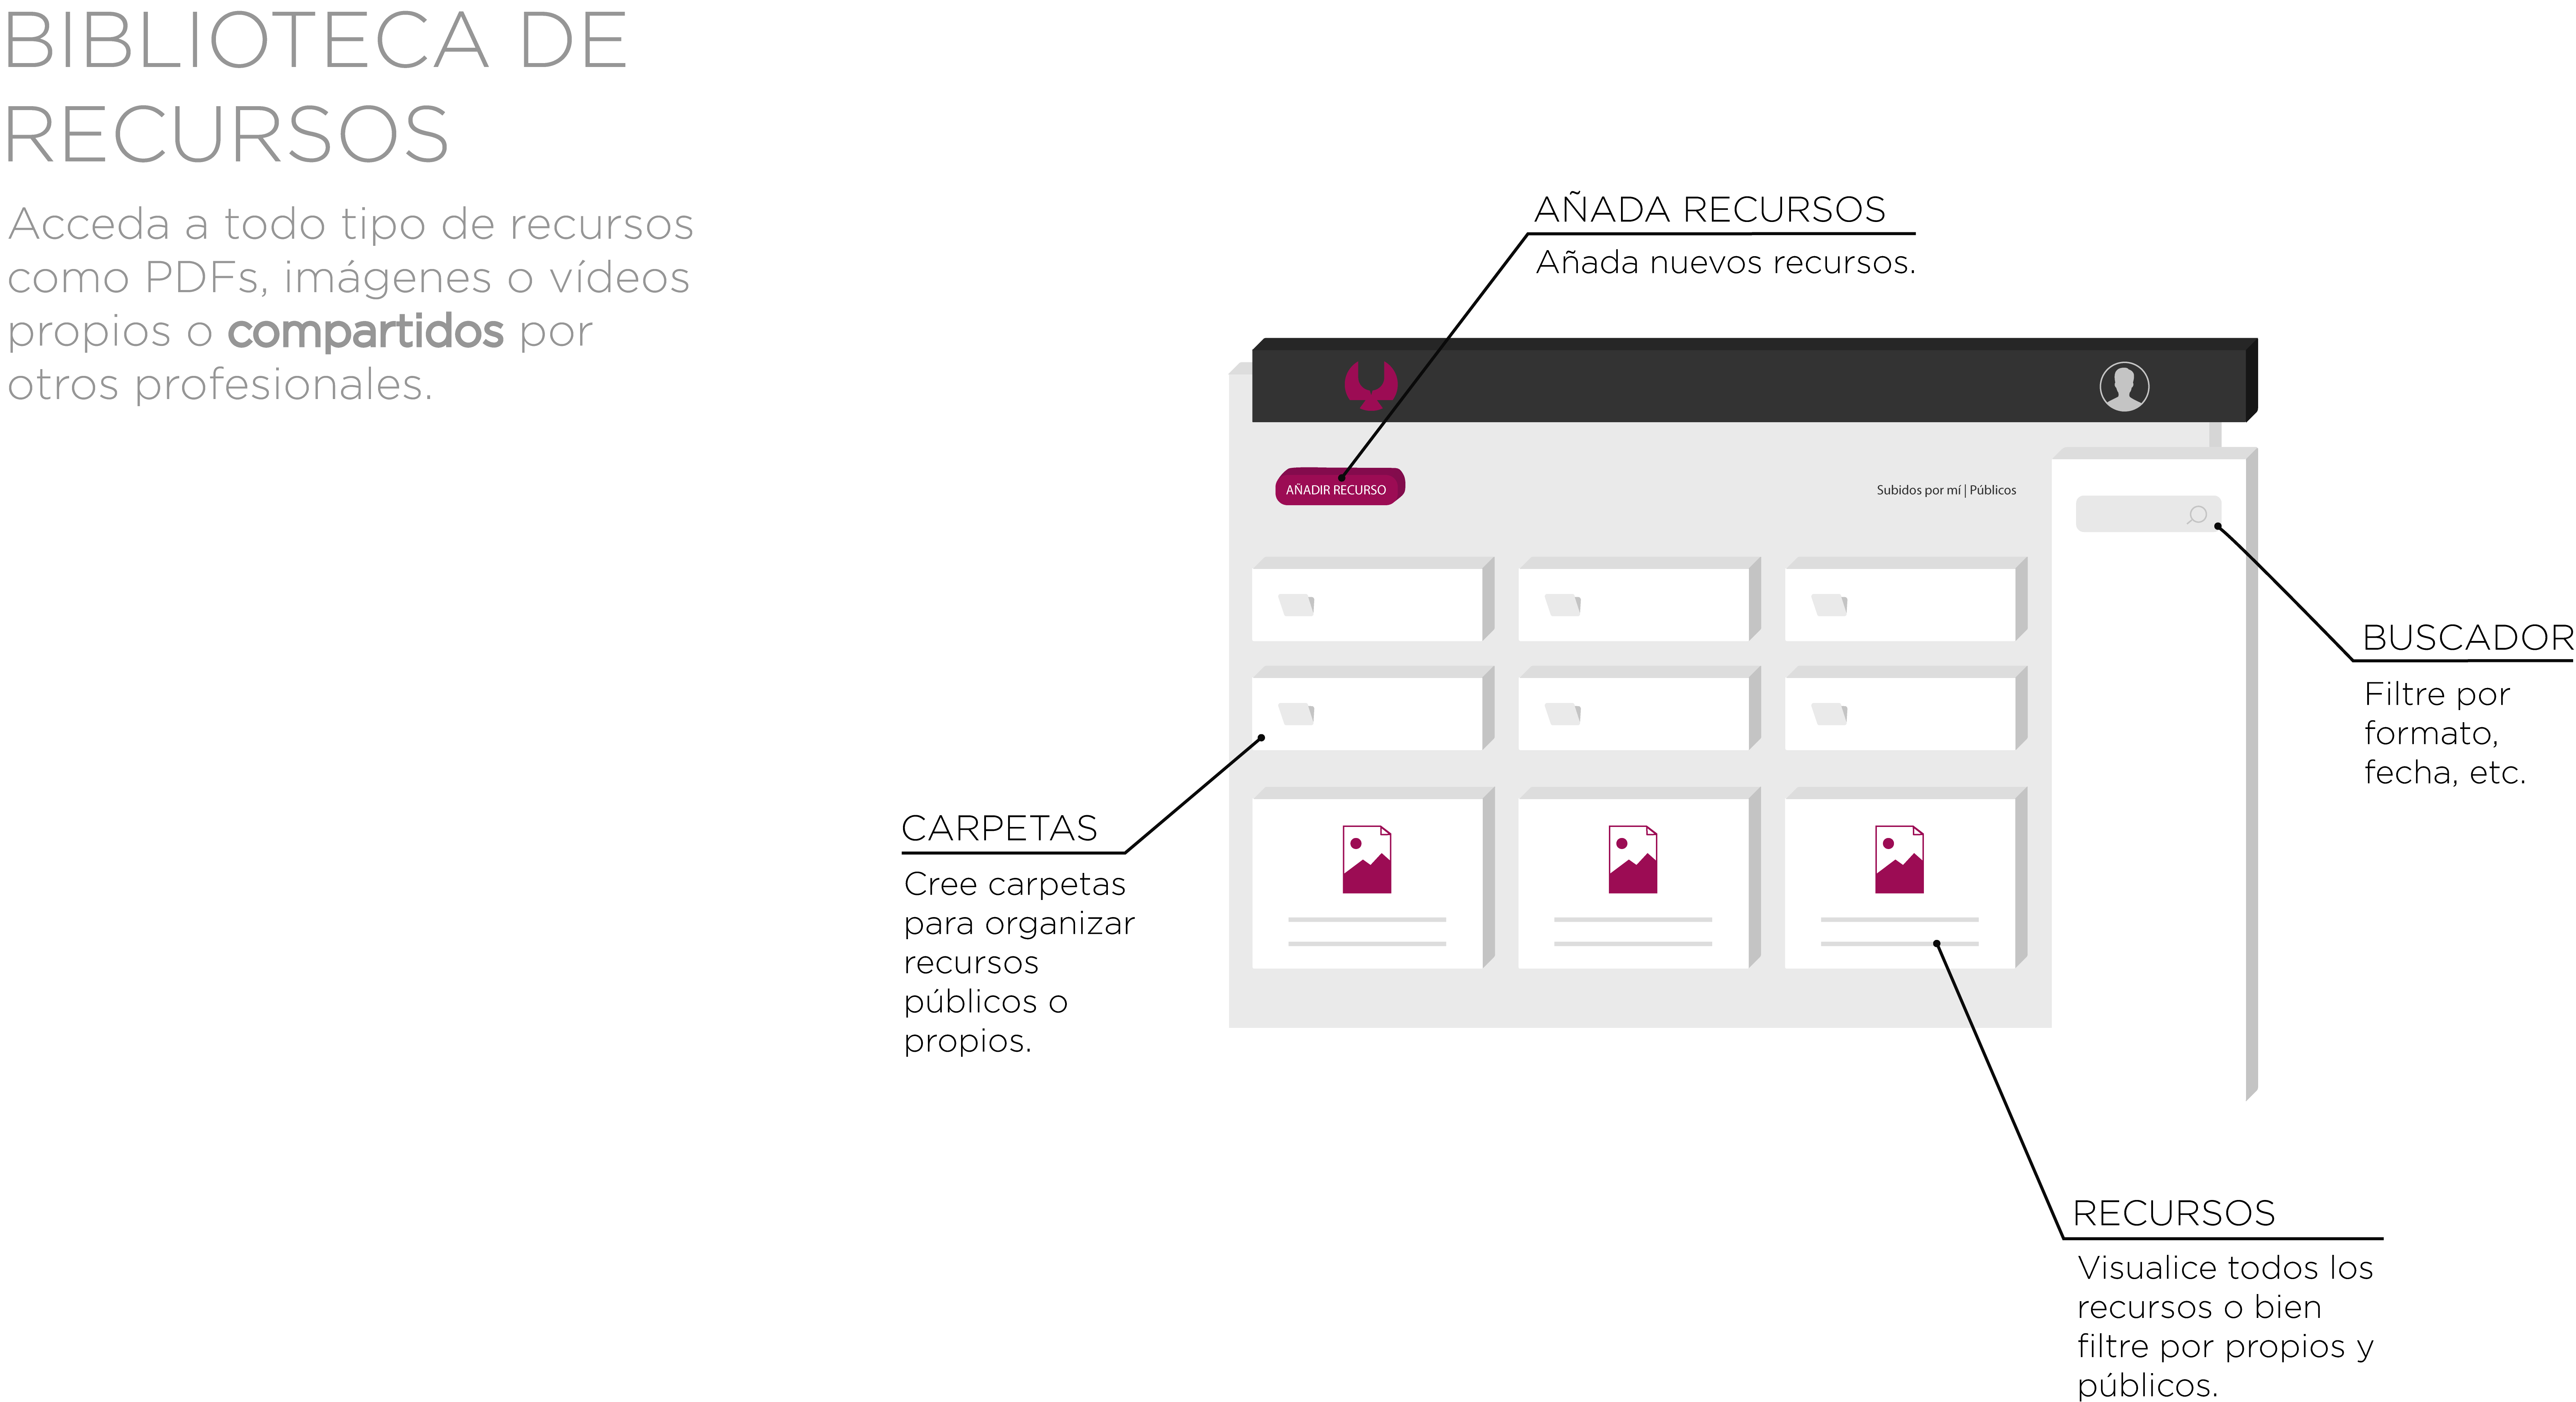 BIBLIOTECA DE
RECURSOS
Acceda a todo tipo de recursos
como PDFs, imágenes o vídeos
propios o compartidos por
otros profesionales.
AÑADA RECURSOS
Añada nuevos recursos.
AÑADIR RECURSO
Subidos por mí | Públicos
BUSCADOR
Filtre por
formato,
fecha, etc.
CARPETAS
Cree carpetas
para organizar
recursos
públicos o
propios.
RECURSOS
Visualice todos los
recursos o bien
filtre por propios y
públicos.